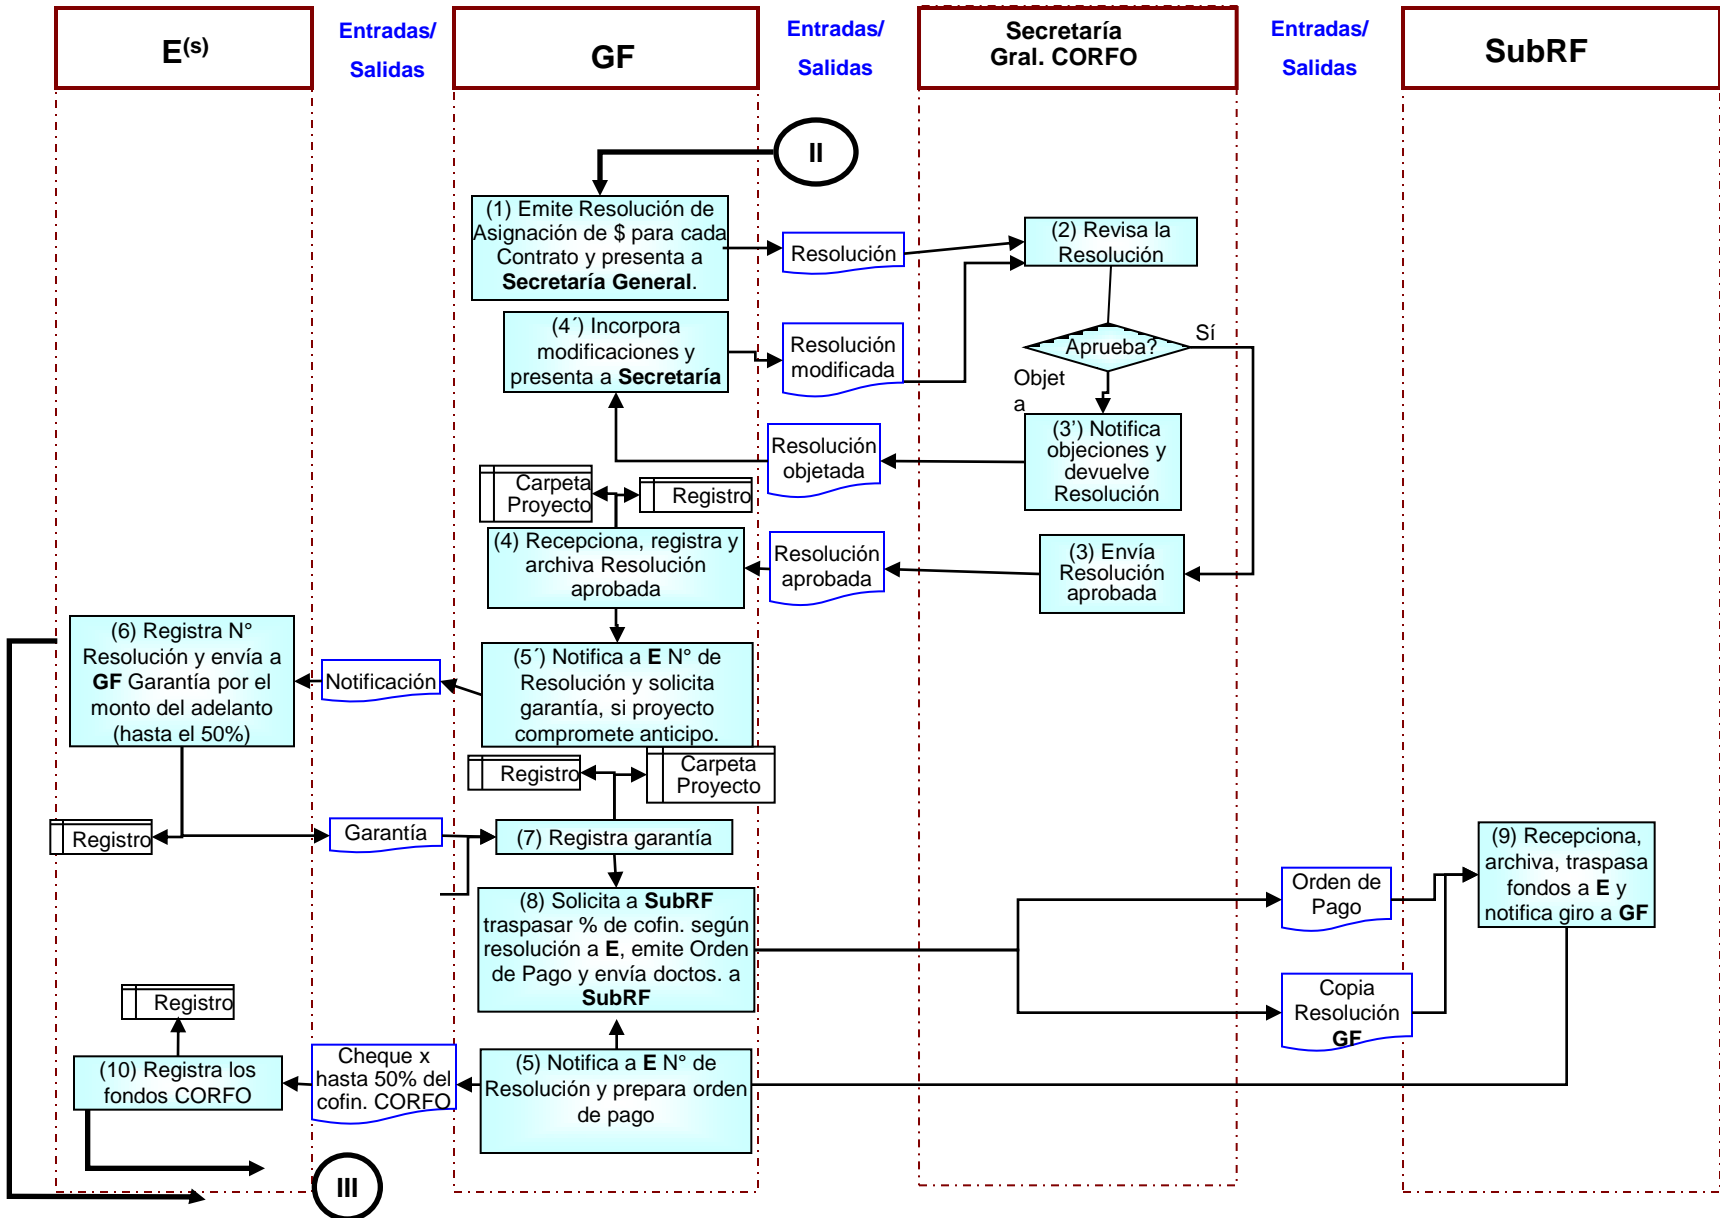 E(s)
Entradas/
Salidas
GF
Entradas/
Salidas
Secretaría
Gral. CORFO
Entradas/
Salidas
SubRF
II
(1) Emite Resolución de
Asignación de $ para cada
Contrato y presenta a
Secretaría General.
Resolución
(2) Revisa la
Resolución
(4´) Incorpora
modificaciones y
presenta a Secretaría
Resolución
modificada
Aprueba?
Sí
Objet
a
(3') Notifica
objeciones y
devuelve
Resolución
Resolución
objetada
Carpeta
Proyecto
Registro
(4) Recepciona, registra y
archiva Resolución
aprobada
Resolución
aprobada
(3) Envía
Resolución
aprobada
(6) Registra N°
Resolución y envía a
GF Garantía por el
monto del adelanto
(hasta el 50%)
Notificación
(5´) Notifica a E N° de
Resolución y solicita
garantía, si proyecto
compromete anticipo.
Registro
Carpeta
Proyecto
Registro
Garantía
(7) Registra garantía
(9) Recepciona,
archiva, traspasa
fondos a E y
notifica giro a GF
(8) Solicita a SubRF
traspasar % de cofin. según
resolución a E, emite Orden
de Pago y envía doctos. a
SubRF
Orden de
Pago
Copia
Resolución
GF
Registro
(10) Registra los
fondos CORFO
Cheque x
hasta 50% del
cofin. CORFO
(5) Notifica a E N° de
Resolución y prepara orden
de pago
III